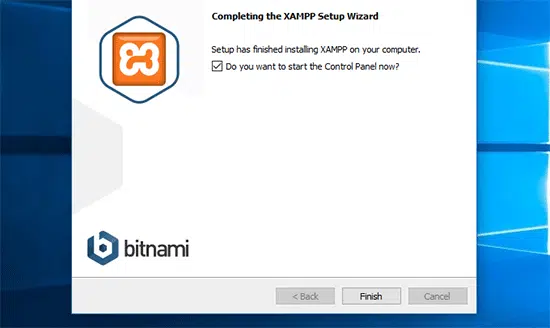 Completing the XAMPP Setup Wizard
Setup has finished installing XAMPP on your computer.
Do you want to start the Control Panel now?
bitnami
< Back
Finish
Cancel